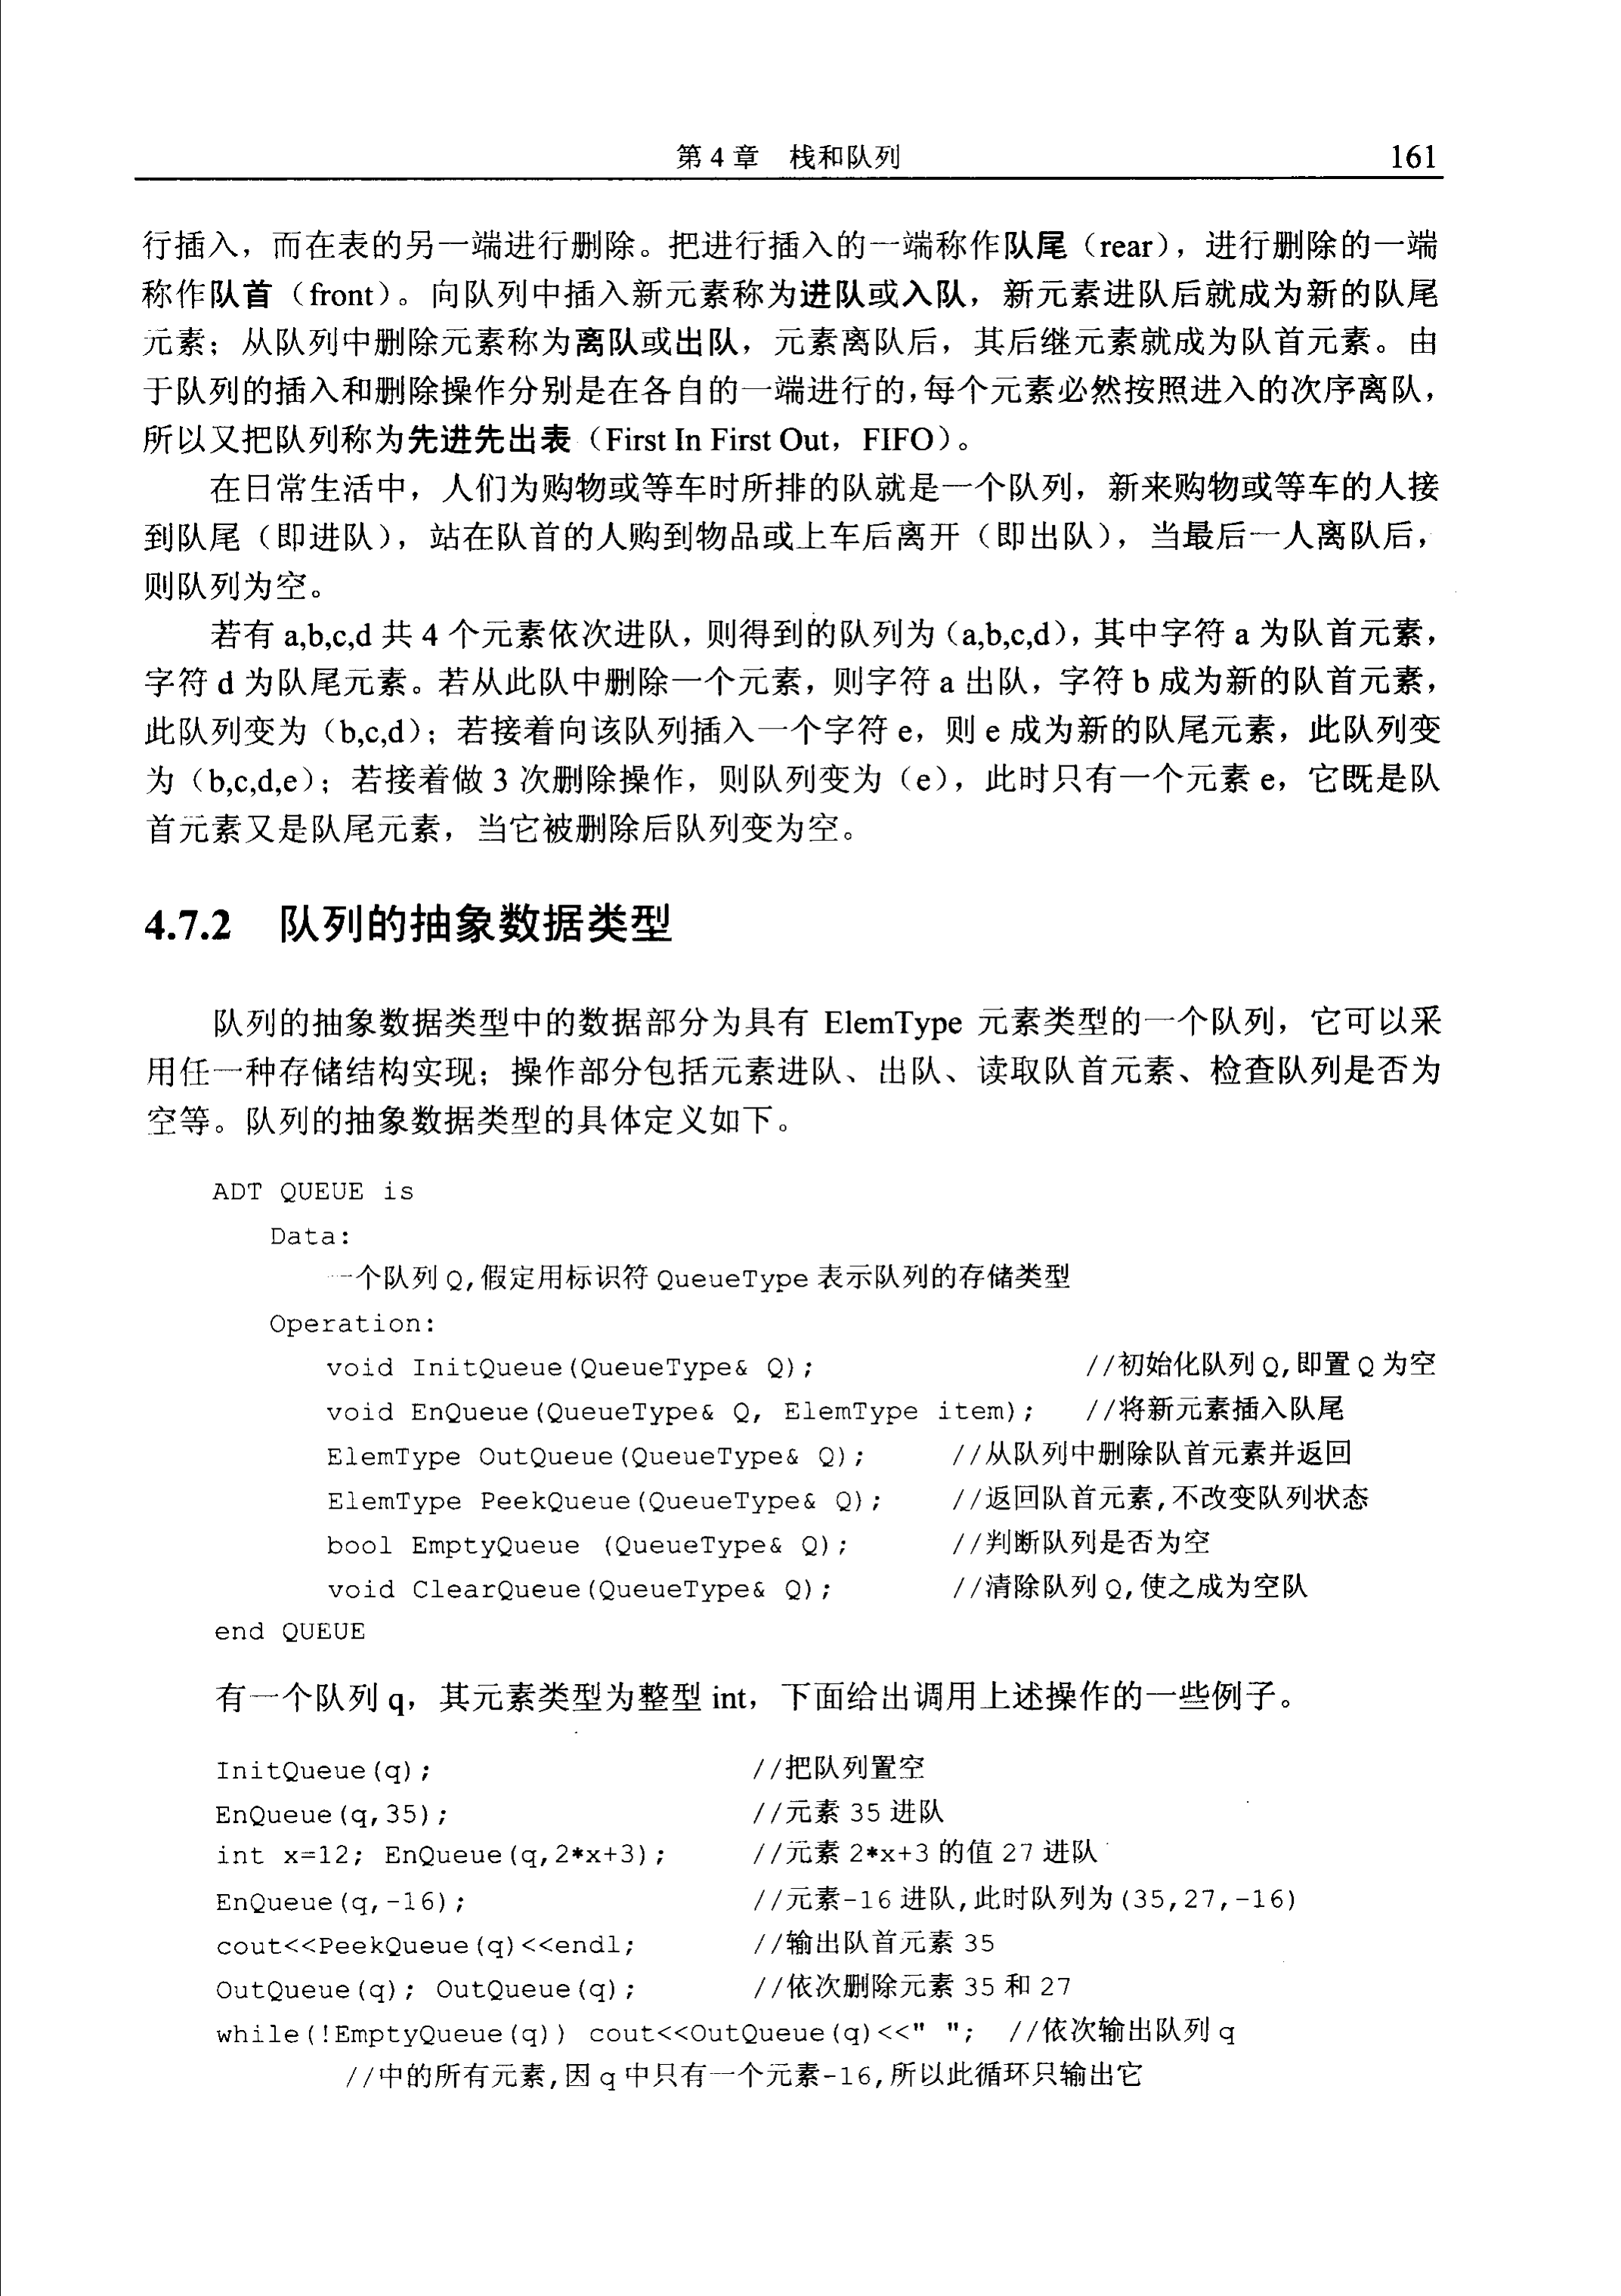 第 4 章　栈和队列　161
行插入，而在表的另一端进行删除。把进行插入的一端称作队尾（rear），进行删除的一端
称作队首（front）。向队列中插入新元素称为进队或入队，新元素进队后就成为新的队尾
元素；从队列中删除元素称为离队或出队，元素离队后，其后继元素就成为队首元素。由
于队列的插入和删除操作分别是在各自的一端进行的，每个元素必然按照进入的次序离队，
所以又把队列称为先进先出表（First In First Out，FIFO）。
在日常生活中，人们为购物或等车时所排的队就是一个队列，新来购物或等车的人接
到队尾（即进队），站在队首的人购到物品或上车后离开（即出队），当最后一人离队后，
则队列为空。
若有 a,b,c,d 共 4 个元素依次进队，则得到的队列为（a,b,c,d），其中字符 a 为队首元素，
字符 d 为队尾元素。若从此队中删除一个元素，则字符 a 出队，字符 b 成为新的队首元素，
此队列变为（b,c,d）；若接着向该队列插入一个字符 e，则 e 成为新的队尾元素，此队列变
为（b,c,d,e）；若接着做 3 次删除操作，则队列变为（e），此时只有一个元素 e，它既是队
首元素又是队尾元素，当它被删除后队列变为空。
4.7.2　队列的抽象数据类型
队列的抽象数据类型中的数据部分为具有 ElemType 元素类型的一个队列，它可以采
用任一种存储结构实现；操作部分包括元素进队、出队、读取队首元素、检查队列是否为
空等。队列的抽象数据类型的具体定义如下。
ADT QUEUE is
Data:
一个队列 Q,假定用标识符 QueueType 表示队列的存储类型
Operation:
void InitQueue(QueueType& Q); //初始化队列 Q,即置 Q 为空
void EnQueue(QueueType& Q, ElemType item); //将新元素插入队尾
ElemType OutQueue(QueueType& Q); //从队列中删除队首元素并返回
ElemType PeekQueue(QueueType& Q); //返回队首元素,不改变队列状态
bool EmptyQueue (QueueType& Q); //判断队列是否为空
void ClearQueue(QueueType& Q); //清除队列 Q,使之成为空队
end QUEUE
有一个队列 q，其元素类型为整型 int，下面给出调用上述操作的一些例子。
InitQueue(q); //把队列置空
EnQueue(q,35); //元素 35 进队
int x=12; EnQueue(q,2*x+3); //元素 2*x+3 的值 27 进队
EnQueue(q,-16); //元素-16 进队,此时队列为(35,27,-16)
cout<<PeekQueue(q)<<endl; //输出队首元素 35
OutQueue(q); OutQueue(q); //依次删除元素 35 和 27
while(!EmptyQueue(q)) cout<<OutQueue(q)<<" "; //依次输出队列 q
//中的所有元素,因 q 中只有一个元素-16,所以此循环只输出它